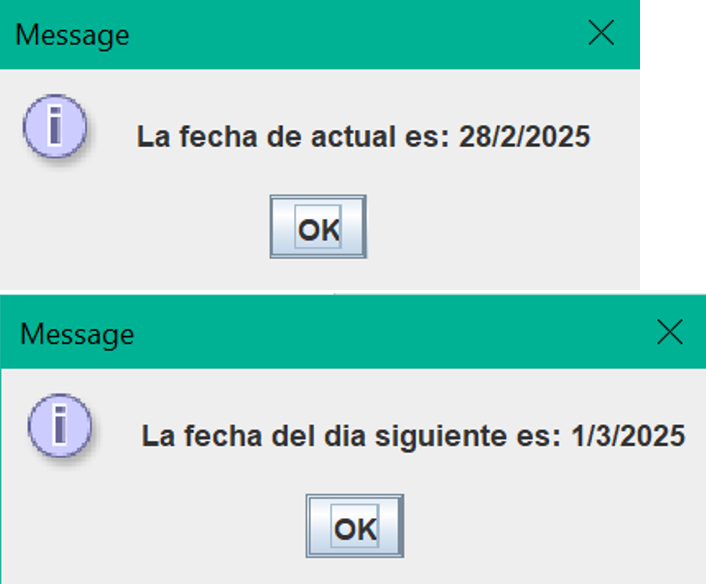 Message
La fecha de actual es: 28/2/2025
OK
Message
La fecha del dia siguiente es: 1/3/2025
OK